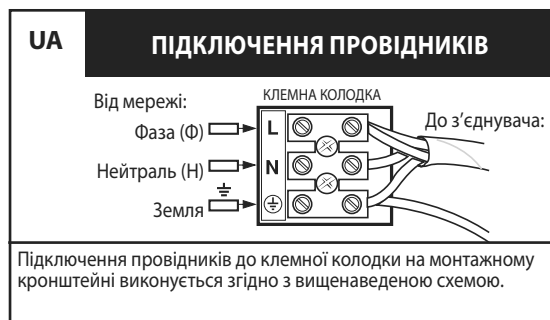 UA
ПІДКЛЮЧЕННЯ ПРОВІДНИКІВ
КЛЕМНА КОЛОДКА
Від мережі:
До з’єднувача:
Фаза (Ф)
L
Нейтраль (Н)
N
Земля
Підключення провідників до клемної колодки на монтажному
кронштейні виконується згідно з вищенаведеною схемою.